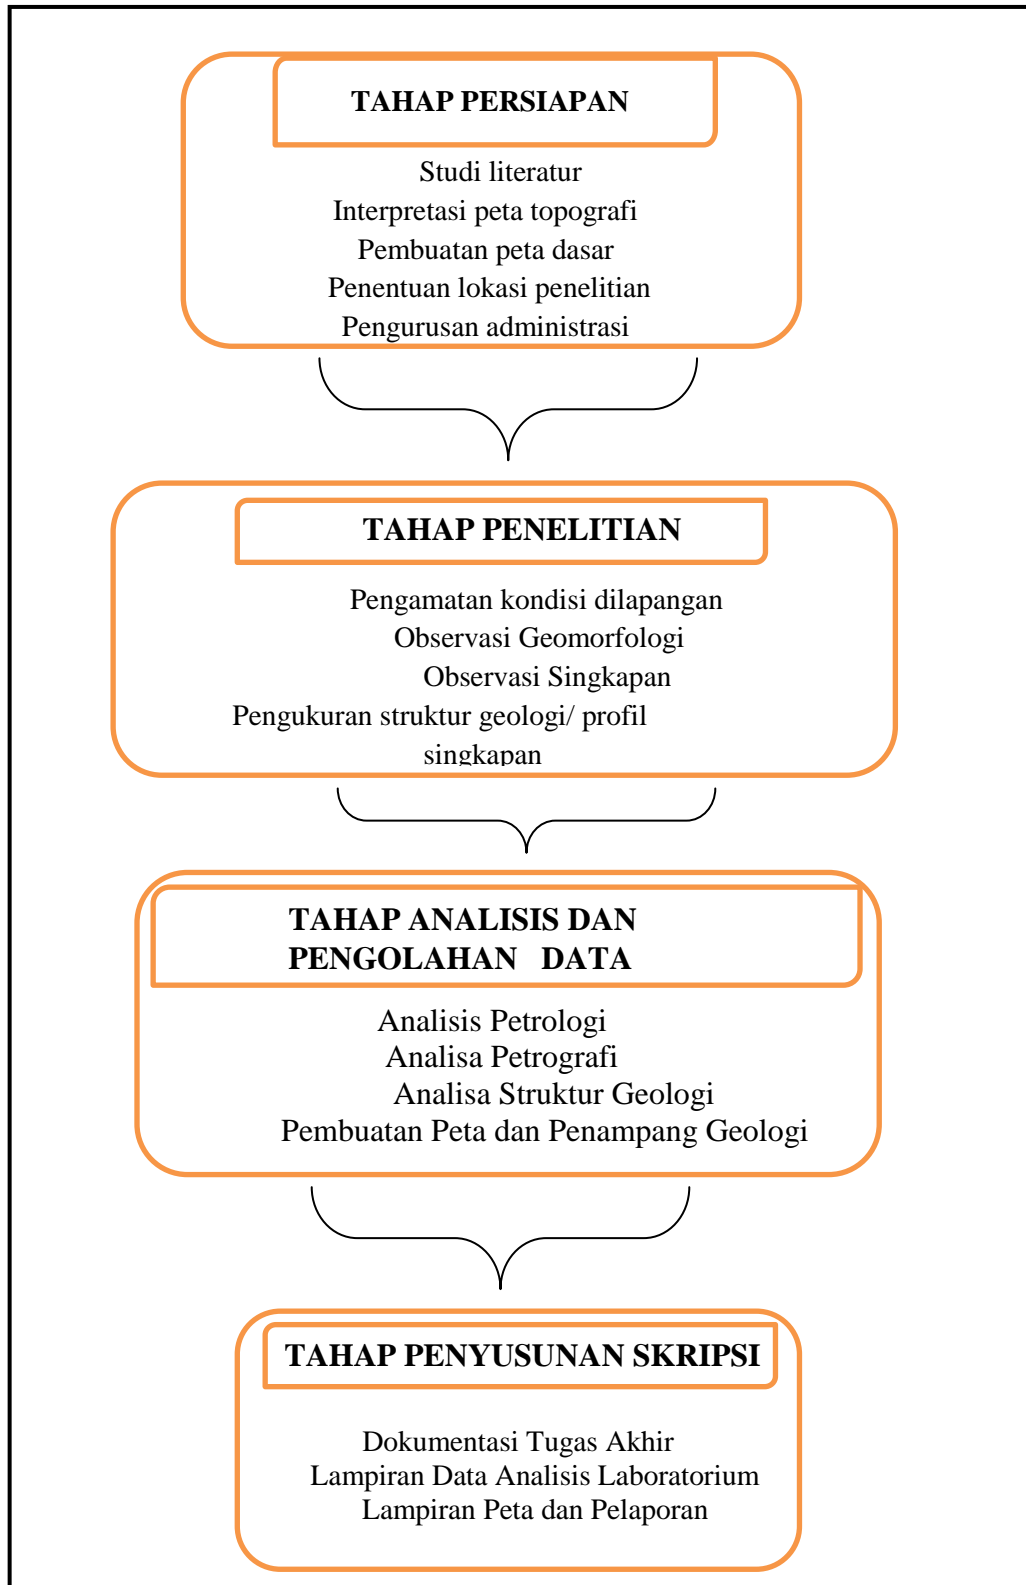 TAHAP PERSIAPAN
Studi literatur
Interpretasi peta topografi
Pembuatan peta dasar
Penentuan lokasi penelitian
Pengurusan administrasi
TAHAP PENELITIAN
Pengamatan kondisi dilapangan
Observasi Geomorfologi
Observasi Singkapan
Pengukuran struktur geologi/ profil
singkapan
TAHAP ANALISIS DAN
PENGOLAHAN DATA
Analisis Petrologi
Analisa Petrografi
Analisa Struktur Geologi
Pembuatan Peta dan Penampang Geologi
TAHAP PENYUSUNAN SKRIPSI
Dokumentasi Tugas Akhir
Lampiran Data Analisis Laboratorium
Lampiran Peta dan Pelaporan